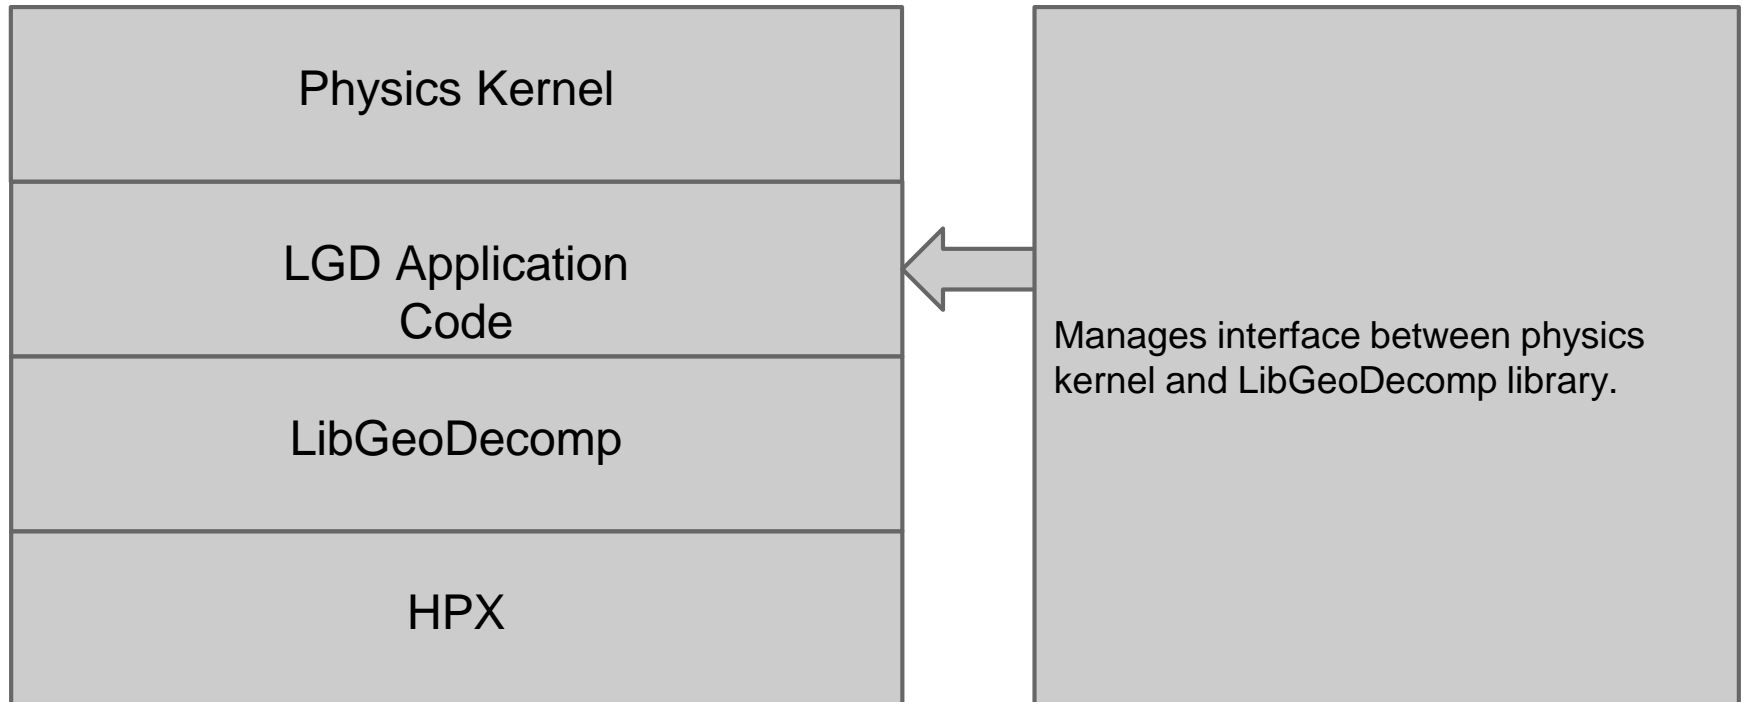 Physics Kernel
LGD Application
Code
LibGeoDecomp
HPX
Manages interface between physics
kernel and LibGeoDecomp library.